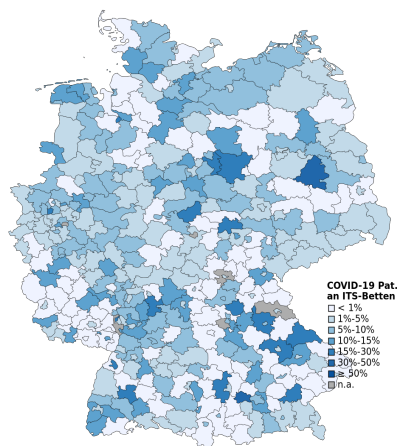 COVID-19 Pat.
an ITS-Betten
< 1%
1%-5%
5%-10%
10%-15%
15%-30%
30%-50%
≥ 50%
n.a.